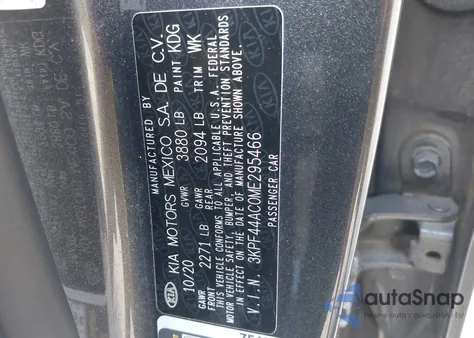 MANUFACTURED BY
KIA MOTORS MEXICO S.A. DE C.V.
10/20 GVWR 3880 LB PAINT KDG
GAWR FRONT 2271 LB GAWR REAR 2094 LB TRIM WK
THIS VEHICLE CONFORMS TO ALL APPLICABLE U.S.A. FEDERAL
MOTOR VEHICLE SAFETY, BUMPER, AND THEFT PREVENTION STANDARDS
IN EFFECT ON THE DATE OF MANUFACTURE SHOWN ABOVE.
V.I.N. 3KPF44AC0ME295466
PASSENGER CAR
KIA
autoSnap